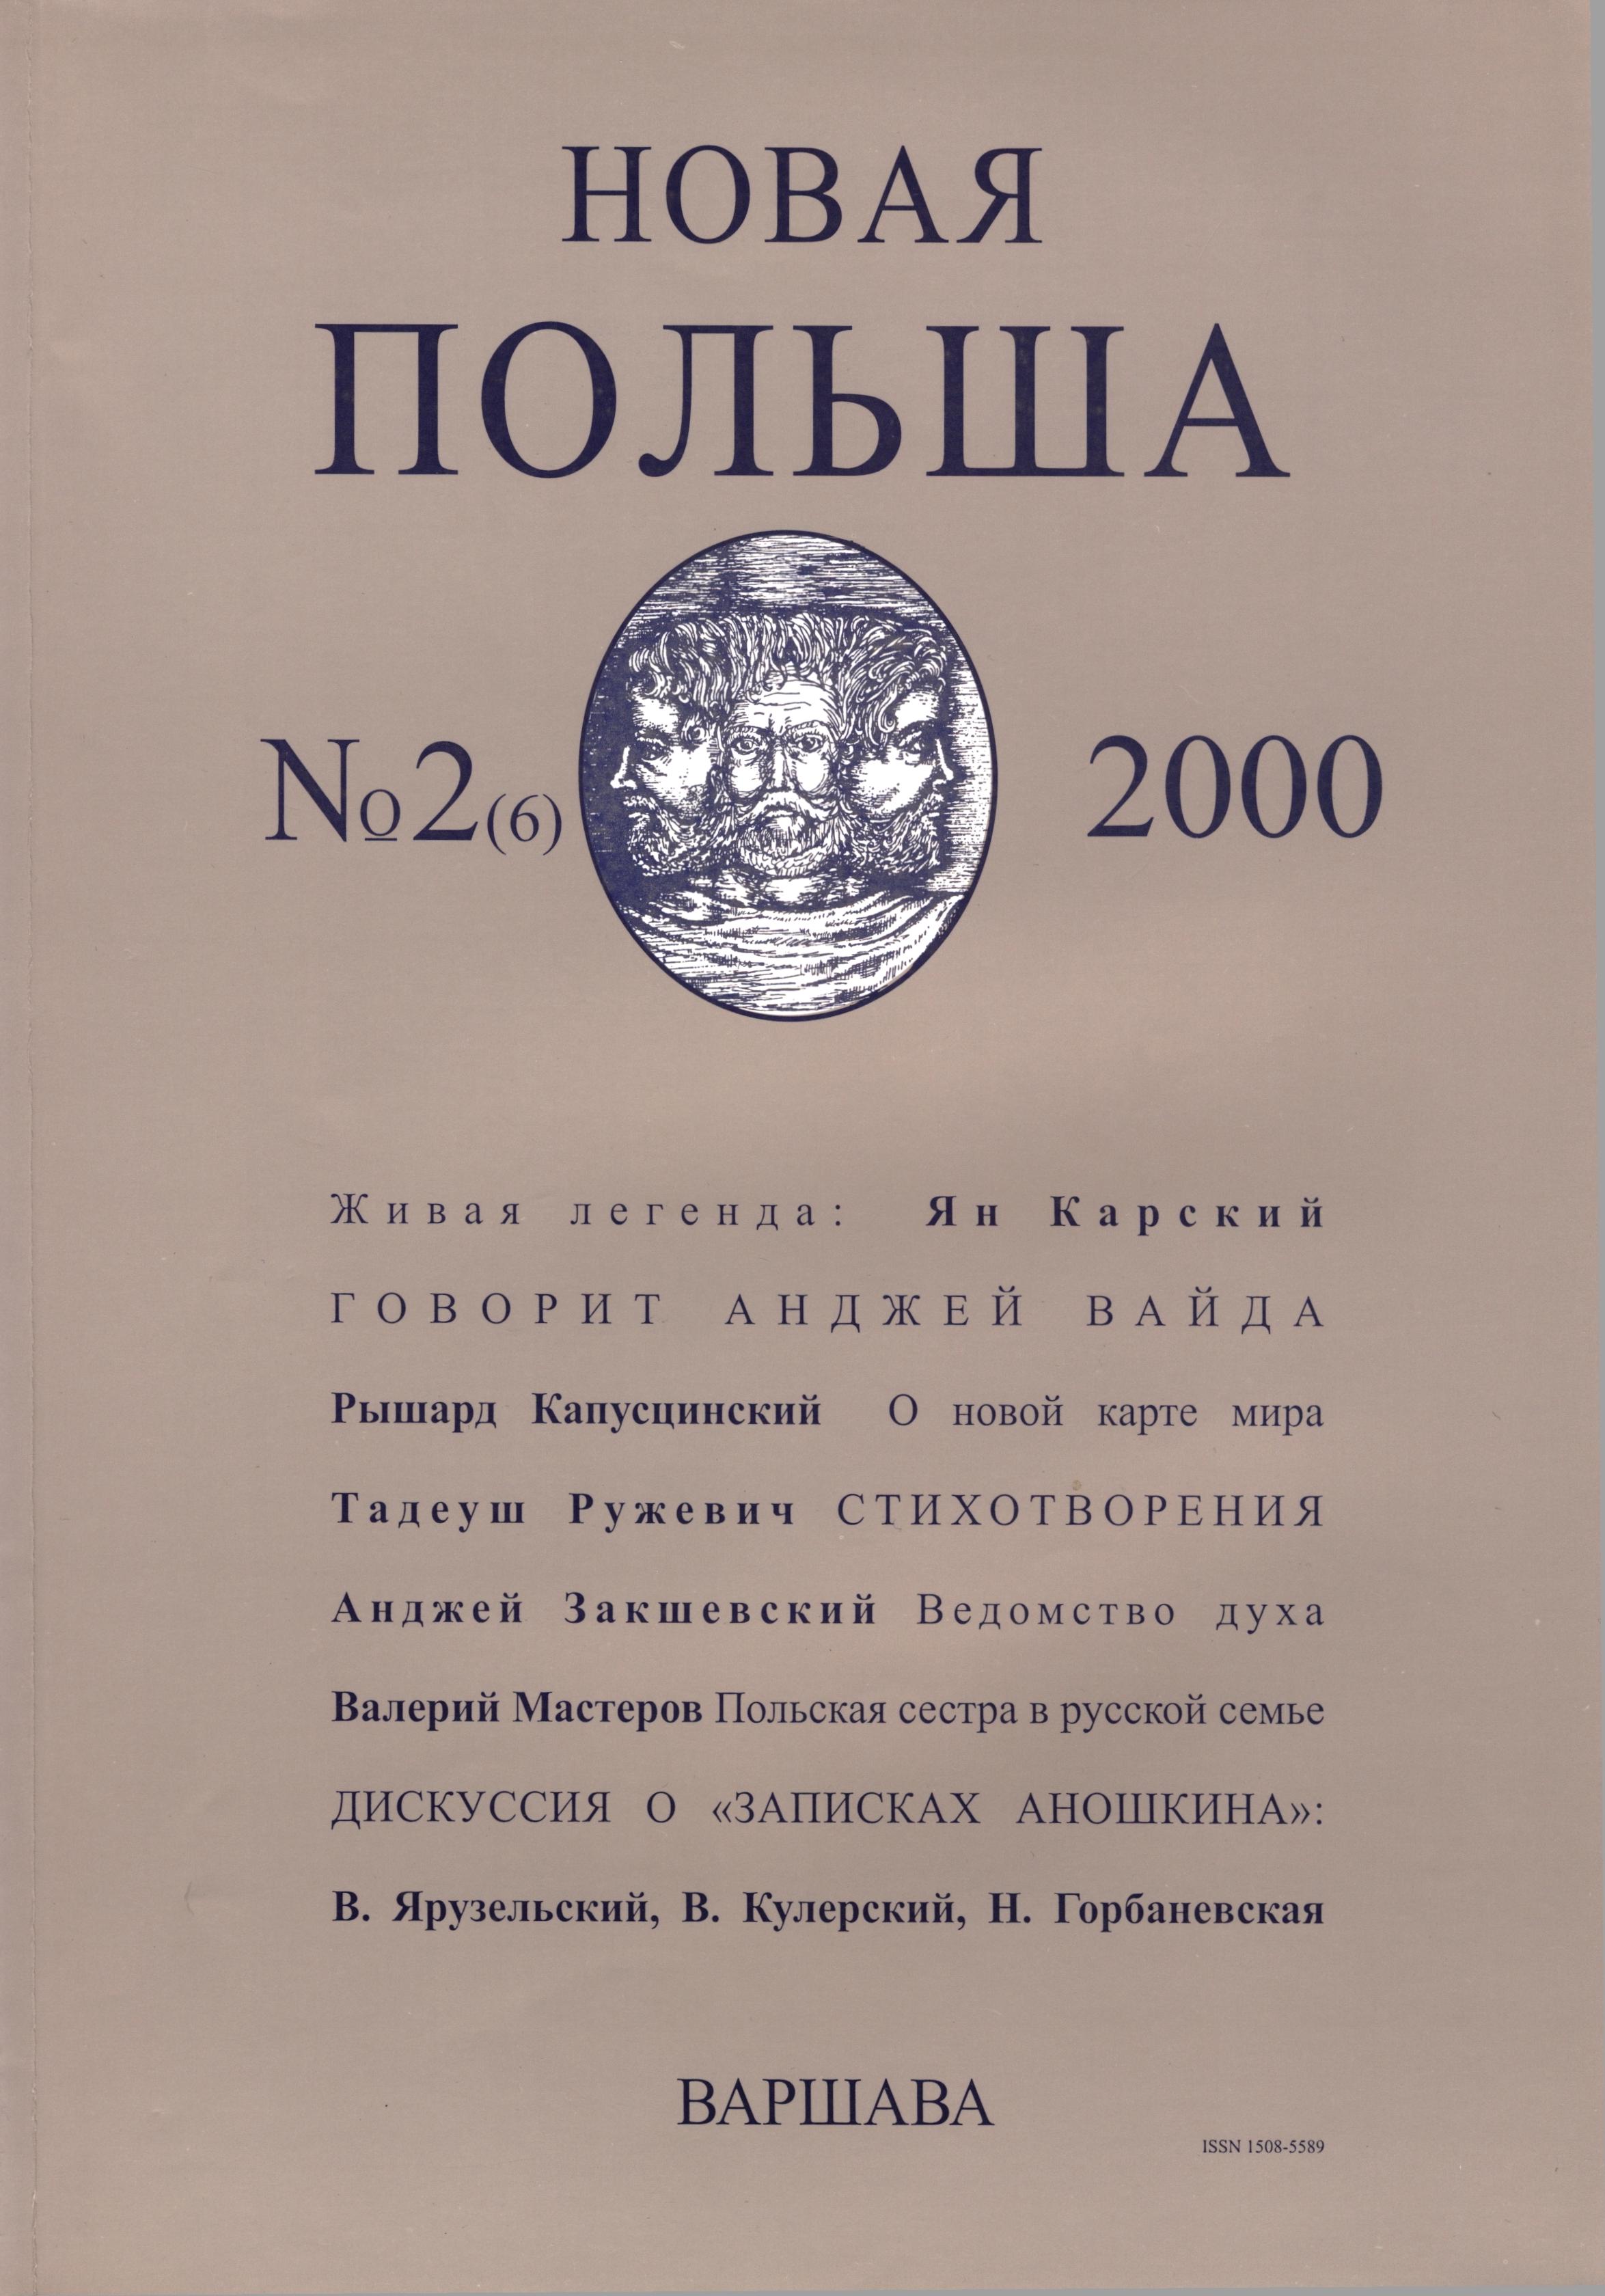 НОВАЯ
ПОЛЬША
№2(6) 2000
Живая легенда: Ян Карский
ГОВОРИТ АНДЖЕЙ ВАЙДА
Рышард Капусцинский О новой карте мира
Тадеуш Ружевич СТИХОТВОРЕНИЯ
Анджей Закшевский Ведомство духа
Валерий Мастеров Польская сестра в русской семье
ДИСКУССИЯ О «ЗАПИСКАХ АНОШКИНА»:
В. Ярузельский, В. Кулерский, Н. Горбаневская
ВАРШАВА
ISSN 1508-5589